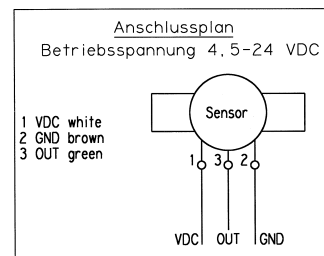 Anschlussplan
Betriebsspannung 4,5-24 VDC
Sensor
1 VDC white
2 GND brown
3 OUT green
1 3 2
VDC OUT GND